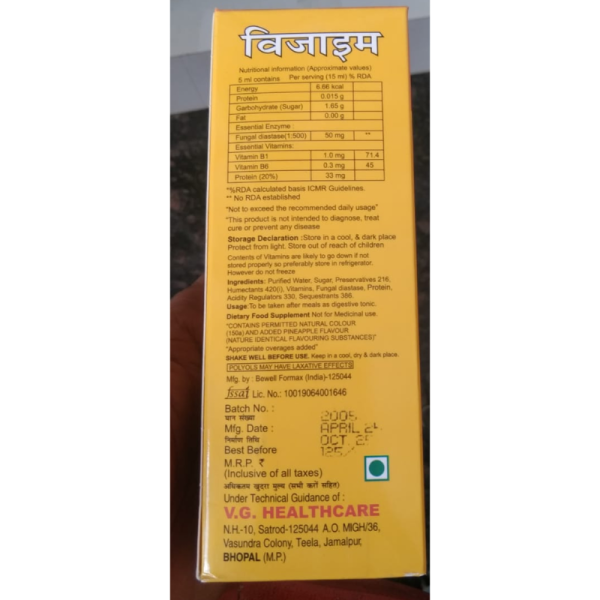 विजाइम
Nutritional Information (Approximate values)
5 ml contains Per serving (15 ml) % RDA
Energy 6.66 kcal
Protein 0.015 g
Garbohydrate (Sugar) 1.65 g
Fat 0.00 g
Essential Enzyme
Fungal diastase(1:500) 50 mg **
Essential Vitamins:
Vitamin B1 1.0 mg 71.4
Vitamin B6 0.3 mg 45
Protein (20%) 33 mg
*%RDA calculated basis ICMR Guidelines.
** No RDA established
"Not to exceed the recommended daily usage"
"This product is not intended to diagnose, treat
cure or prevent any disease
Storage Declaration :Store in a cool, & dark place
Protect from light. Store out of reach of children
Contents of Vitamins are likely to go down if not
stored properly so preferably store in refrigerator.
However do not freeze
Ingredients: Purified Water, Sugar, Preservatives 216,
Humectants 420(i), Vitamins, Fungal diastase, Protein,
Acidity Regulators 330, Sequestrants 386.
Usage:To be taken after meals as digestive tonic.
Dietary Food Supplement Not for Medicinal use.
"CONTAINS PERMITTED NATURAL COLOUR
(150a) AND ADDED PINEAPPLE FLAVOUR
(NATURE IDENTICAL FLAVOURING SUBSTANCES)"
"Appropriate overages added"
SHAKE WELL BEFORE USE. Keep in a cool, dry & dark place.
POLYOLS MAY HAVE LAXATIVE EFFECTS
Mfg. by : Bewell Formax (India)-125044
fssai Lic. No.: 10019064001646
Batch No. : 2005
घान संख्या
Mfg. Date : APRIL
निर्माण तिथि
Best Before OCT
M.R.P. ₹ 125/
(Inclusive of all taxes)
अधिकतम खुदरा मुल्य (सभी करों सहित)
Under Technical Guidance of :
V.G. HEALTHCARE
N.H.-10, Satrod-125044 A.O. MIGH/36,
Vasundra Colony, Teela, Jamalpur,
BHOPAL (M.P.)